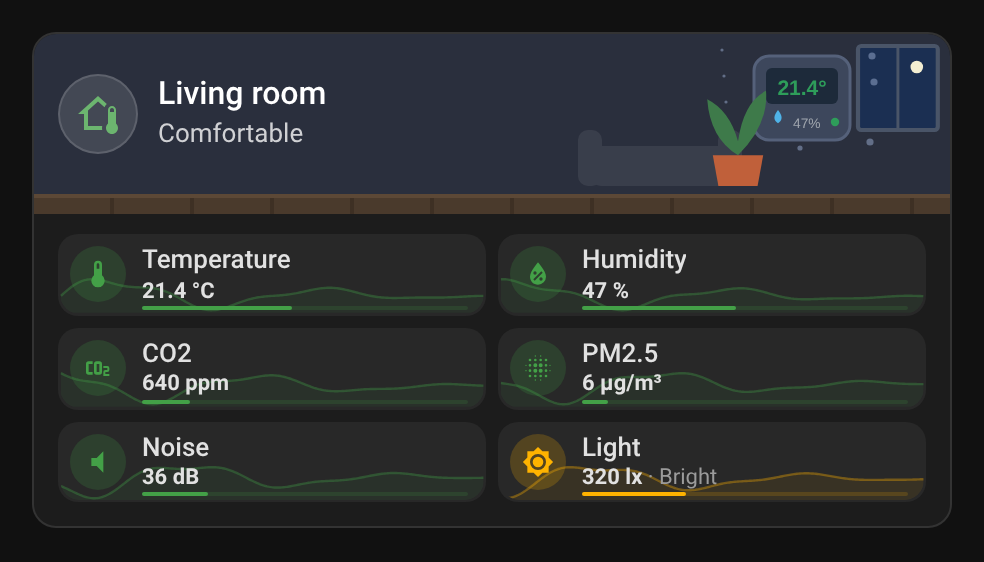 Living room
Comfortable
21.4°
47%
Temperature
21.4 °C
Humidity
47 %
CO2
CO2
640 ppm
PM2.5
6 µg/m³
Noise
36 dB
Light
320 lx · Bright